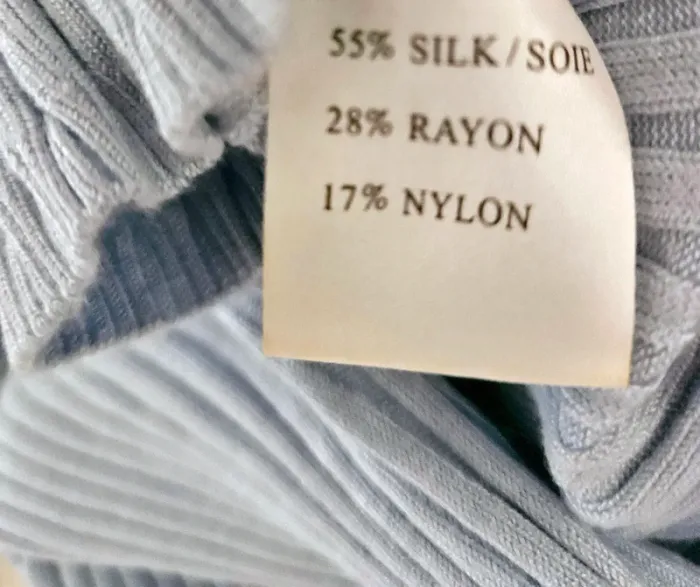 55% SILK/SOIE
28% RAYON
17% NYLON